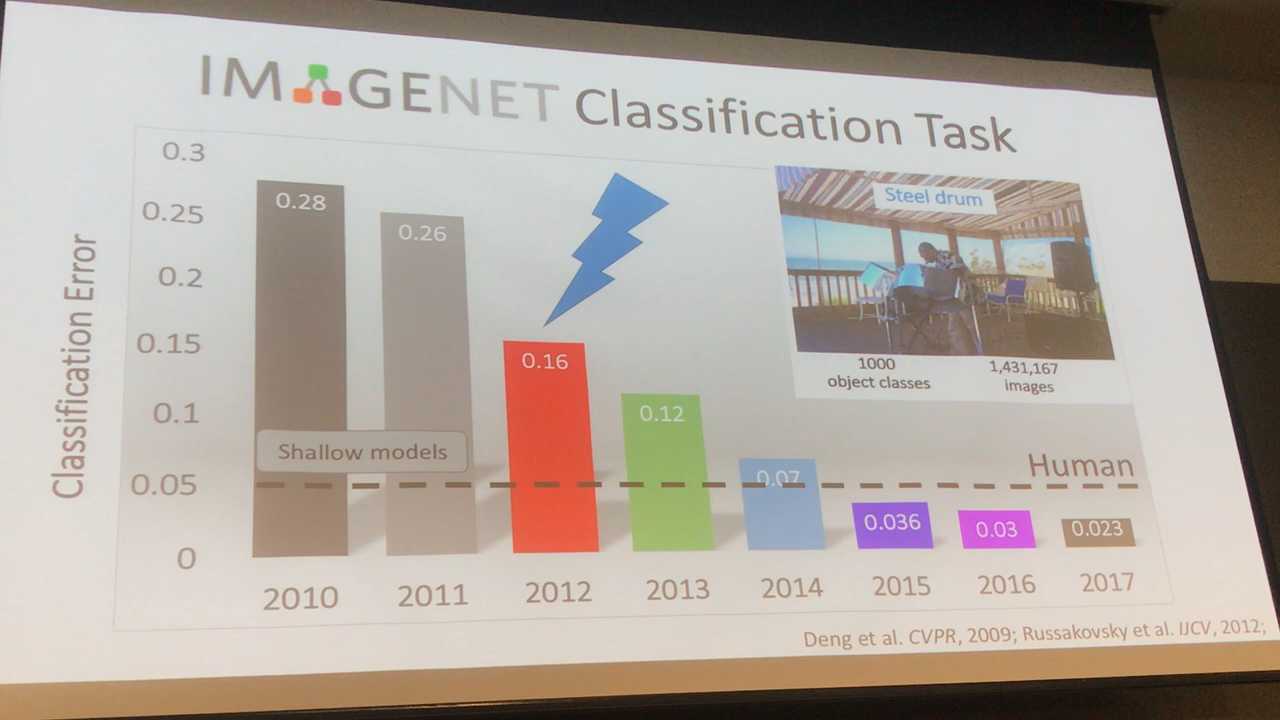 IMAGENET Classification Task
Classification Error
0.3
0.25
0.2
0.15
0.1
0.05
0
0.28
0.26
0.16
0.12
0.07
0.036
0.03
0.023
Shallow models
Human
Steel drum
1000
object classes
1,431,167
images
2010 2011 2012 2013 2014 2015 2016 2017
Deng et al. CVPR, 2009; Russakovsky et al. IJCV, 2012;